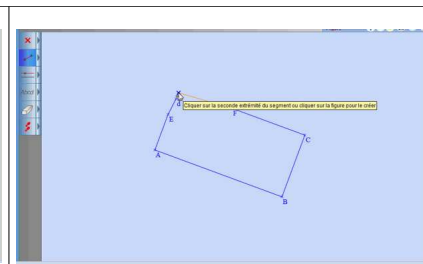 d
Cliquer sur la seconde extrémité du segment ou cliquer sur la figure pour le créer
F
E
C
A
B